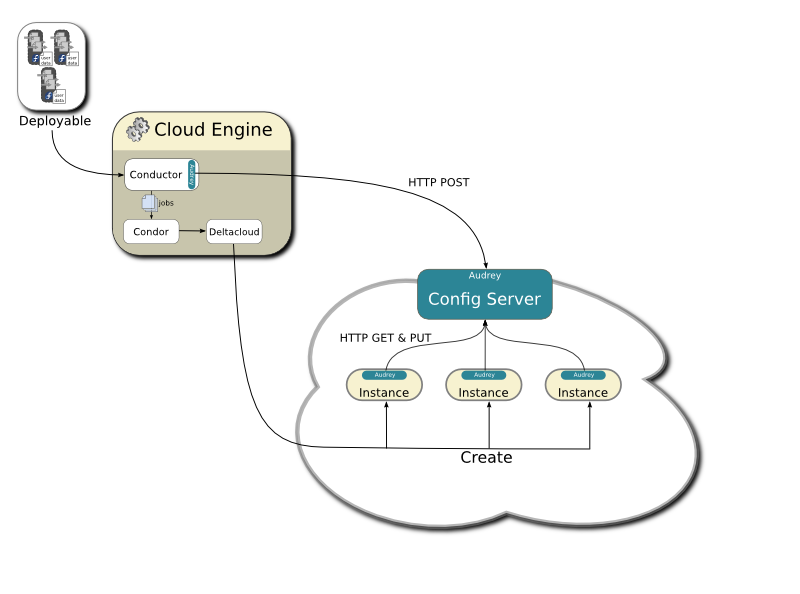 user
data
user
data
user
data
Deployable
Cloud Engine
Conductor
Audrey
jobs
Condor
Deltacloud
HTTP POST
Audrey
Config Server
HTTP GET & PUT
Audrey
Instance
Audrey
Instance
Audrey
Instance
Create